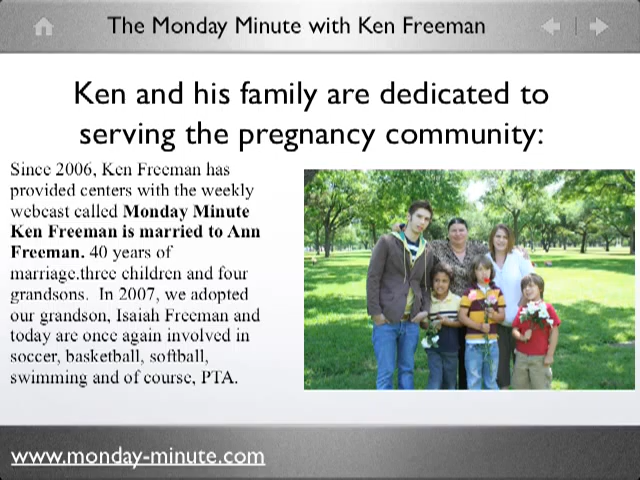 The Monday Minute with Ken Freeman
Ken and his family are dedicated to
serving the pregnancy community:
Since 2006, Ken Freeman has
provided centers with the weekly
webcast called Monday Minute
Ken Freeman is married to Ann
Freeman. 40 years of
marriage.three children and four
grandsons.  In 2007, we adopted
our grandson, Isaiah Freeman and
today are once again involved in
soccer, basketball, softball,
swimming and of course, PTA.
www.monday-minute.com